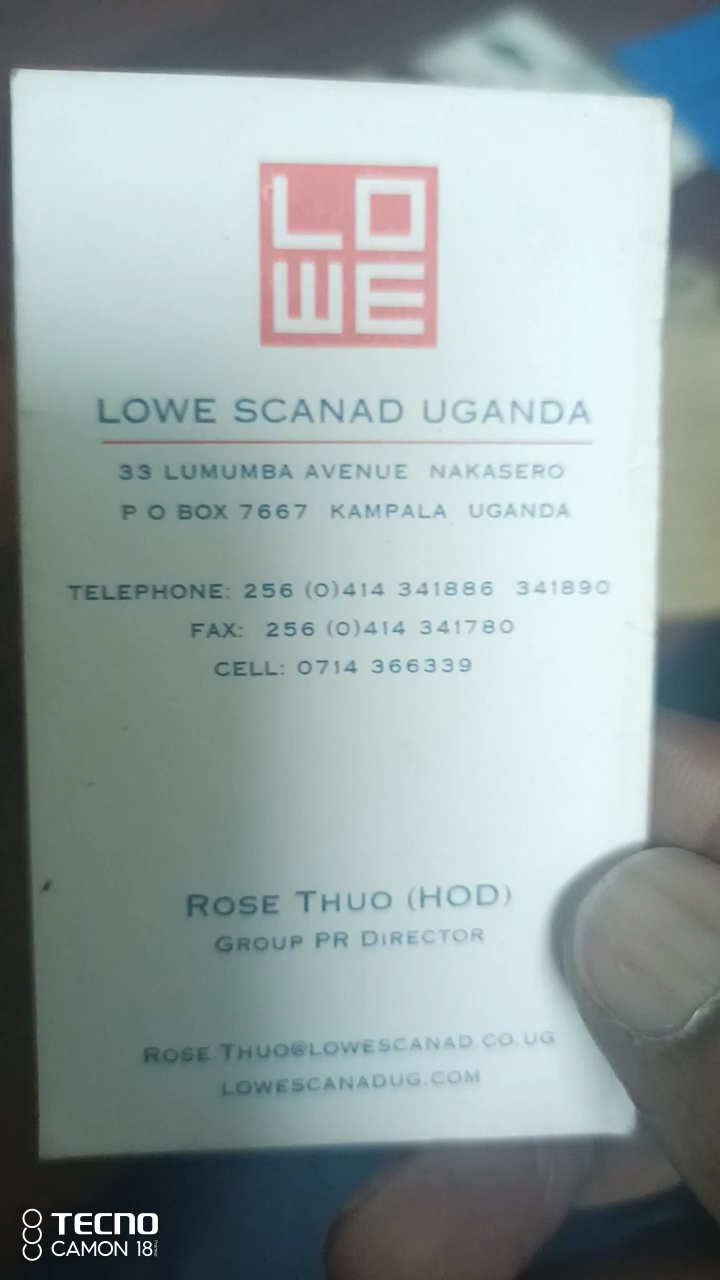 LO
WE
LOWE SCANAD UGANDA
33 LUMUMBA AVENUE NAKASERO
P O BOX 7667 KAMPALA UGANDA
TELEPHONE: 256 (0)414 341886 341890
FAX: 256 (0)414 341780
CELL: 0714 366339
ROSE THUO (HOD)
GROUP PR DIRECTOR
ROSE.THUO@LOWESCANAD.CO.UG
LOWESCANADUG.COM
TECNO
CAMON 18